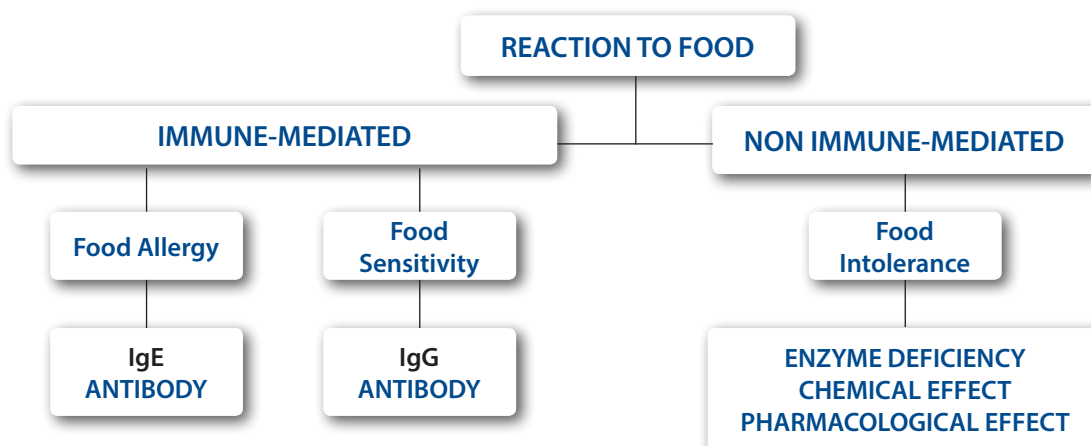 REACTION TO FOOD
IMMUNE-MEDIATED
NON IMMUNE-MEDIATED
Food Allergy
Food
Sensitivity
Food
Intolerance
IgE
ANTIBODY
IgG
ANTIBODY
ENZYME DEFICIENCY
CHEMICAL EFFECT
PHARMACOLOGICAL EFFECT